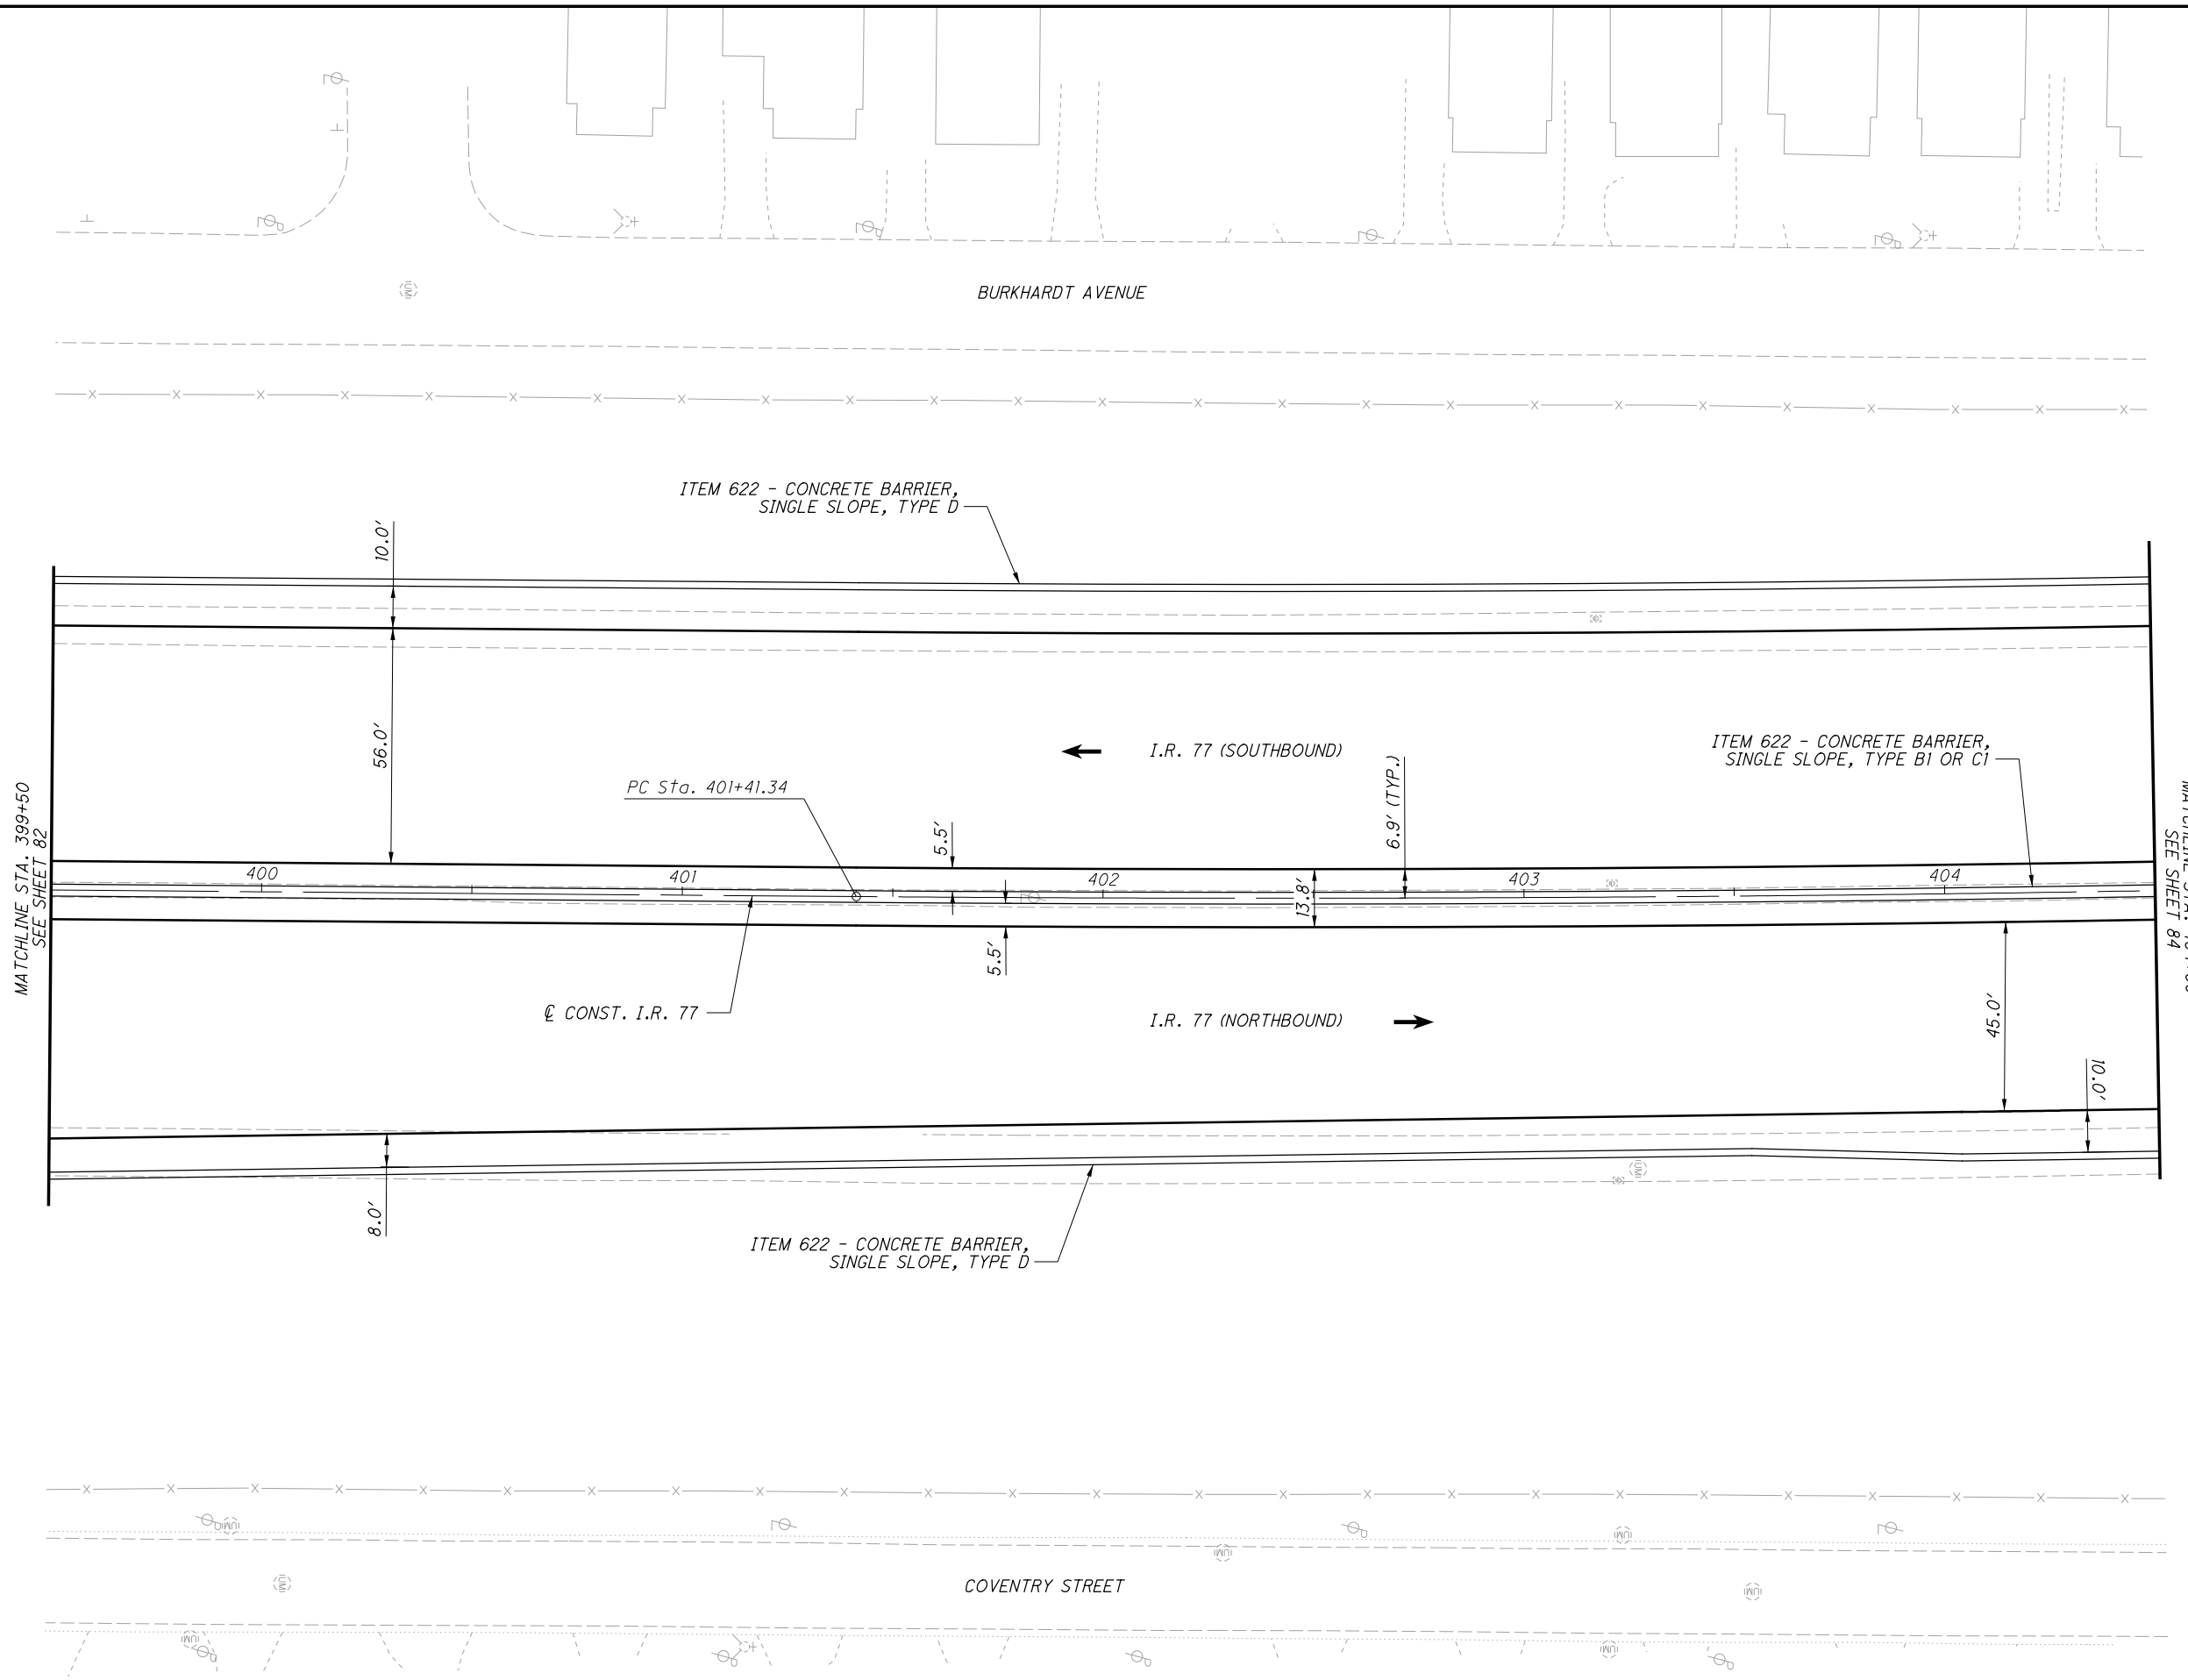 BURKHARDT AVENUE
ITEM 622 - CONCRETE BARRIER,
SINGLE SLOPE, TYPE D
10.0'
56.0'
I.R. 77 (SOUTHBOUND)
ITEM 622 - CONCRETE BARRIER,
SINGLE SLOPE, TYPE B1 OR C1
PC Sta. 401+41.34
5.5'
6.9' (TYP.)
MATCHLINE STA. 399+50
SEE SHEET 82
MATCHLINE STA.
SEE SHEET 84
400
401
402
403
404
13.8'
5.5'
℄ CONST. I.R. 77
I.R. 77 (NORTHBOUND)
45.0'
10.0'
8.0'
ITEM 622 - CONCRETE BARRIER,
SINGLE SLOPE, TYPE D
COVENTRY STREET